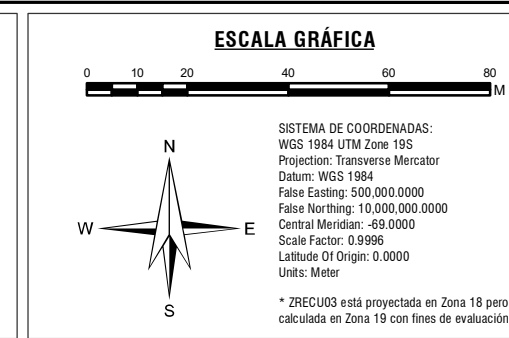 ESCALA GRÁFICA
0 10 20 40 60 80
M
N
W E
S
SISTEMA DE COORDENADAS:
WGS 1984 UTM Zone 19S
Projection: Transverse Mercator
Datum: WGS 1984
False Easting: 500,000.0000
False Northing: 10,000,000.0000
Central Meridian: -69.0000
Scale Factor: 0.9996
Latitude Of Origin: 0.0000
Units: Meter
* ZRECU03 está proyectada en Zona 18 pero
calculada en Zona 19 con fines de evaluación